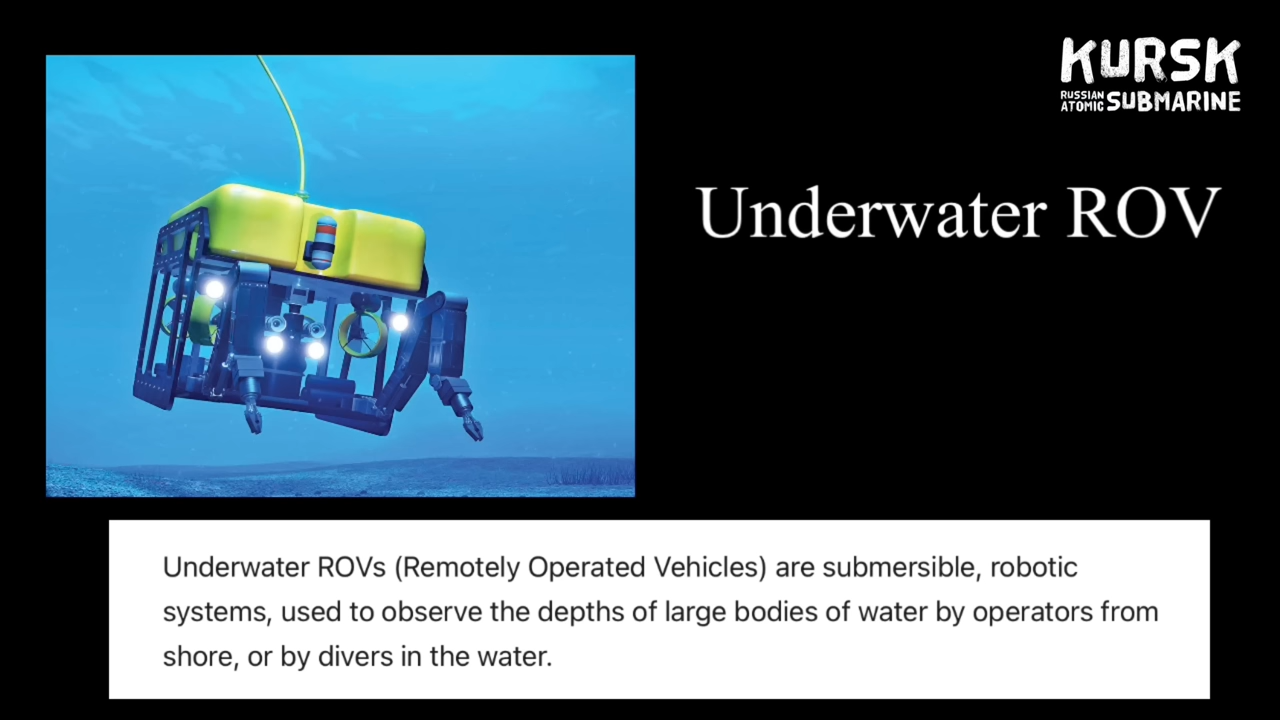 KURSK
RUSSIAN ATOMIC SUBMARINE
Underwater ROV
Underwater ROVs (Remotely Operated Vehicles) are submersible, robotic
systems, used to observe the depths of large bodies of water by operators from
shore, or by divers in the water.